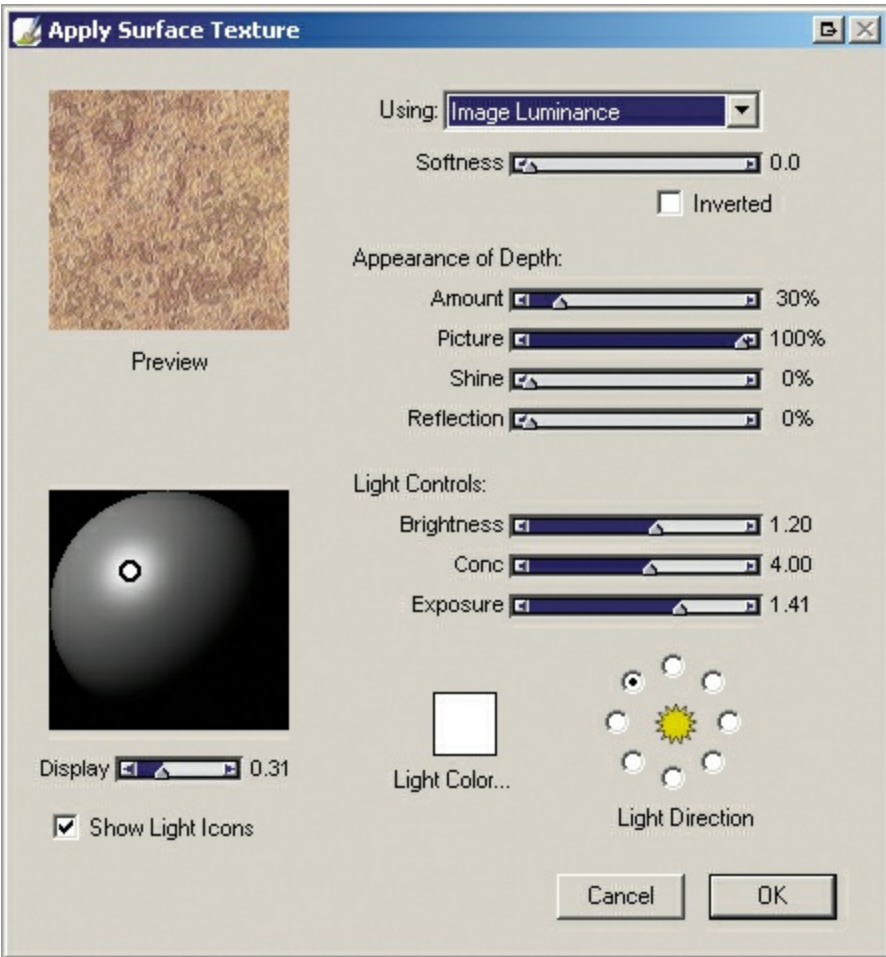 Apply Surface Texture
Using: Image Luminance
Softness 0.0
Inverted
Appearance of Depth:
Amount 30%
Picture 100%
Shine 0%
Reflection 0%
Preview
Light Controls:
Brightness 1.20
Conc 4.00
Exposure 1.41
Display 0.31
Show Light Icons
Light Color...
Light Direction
Cancel
OK